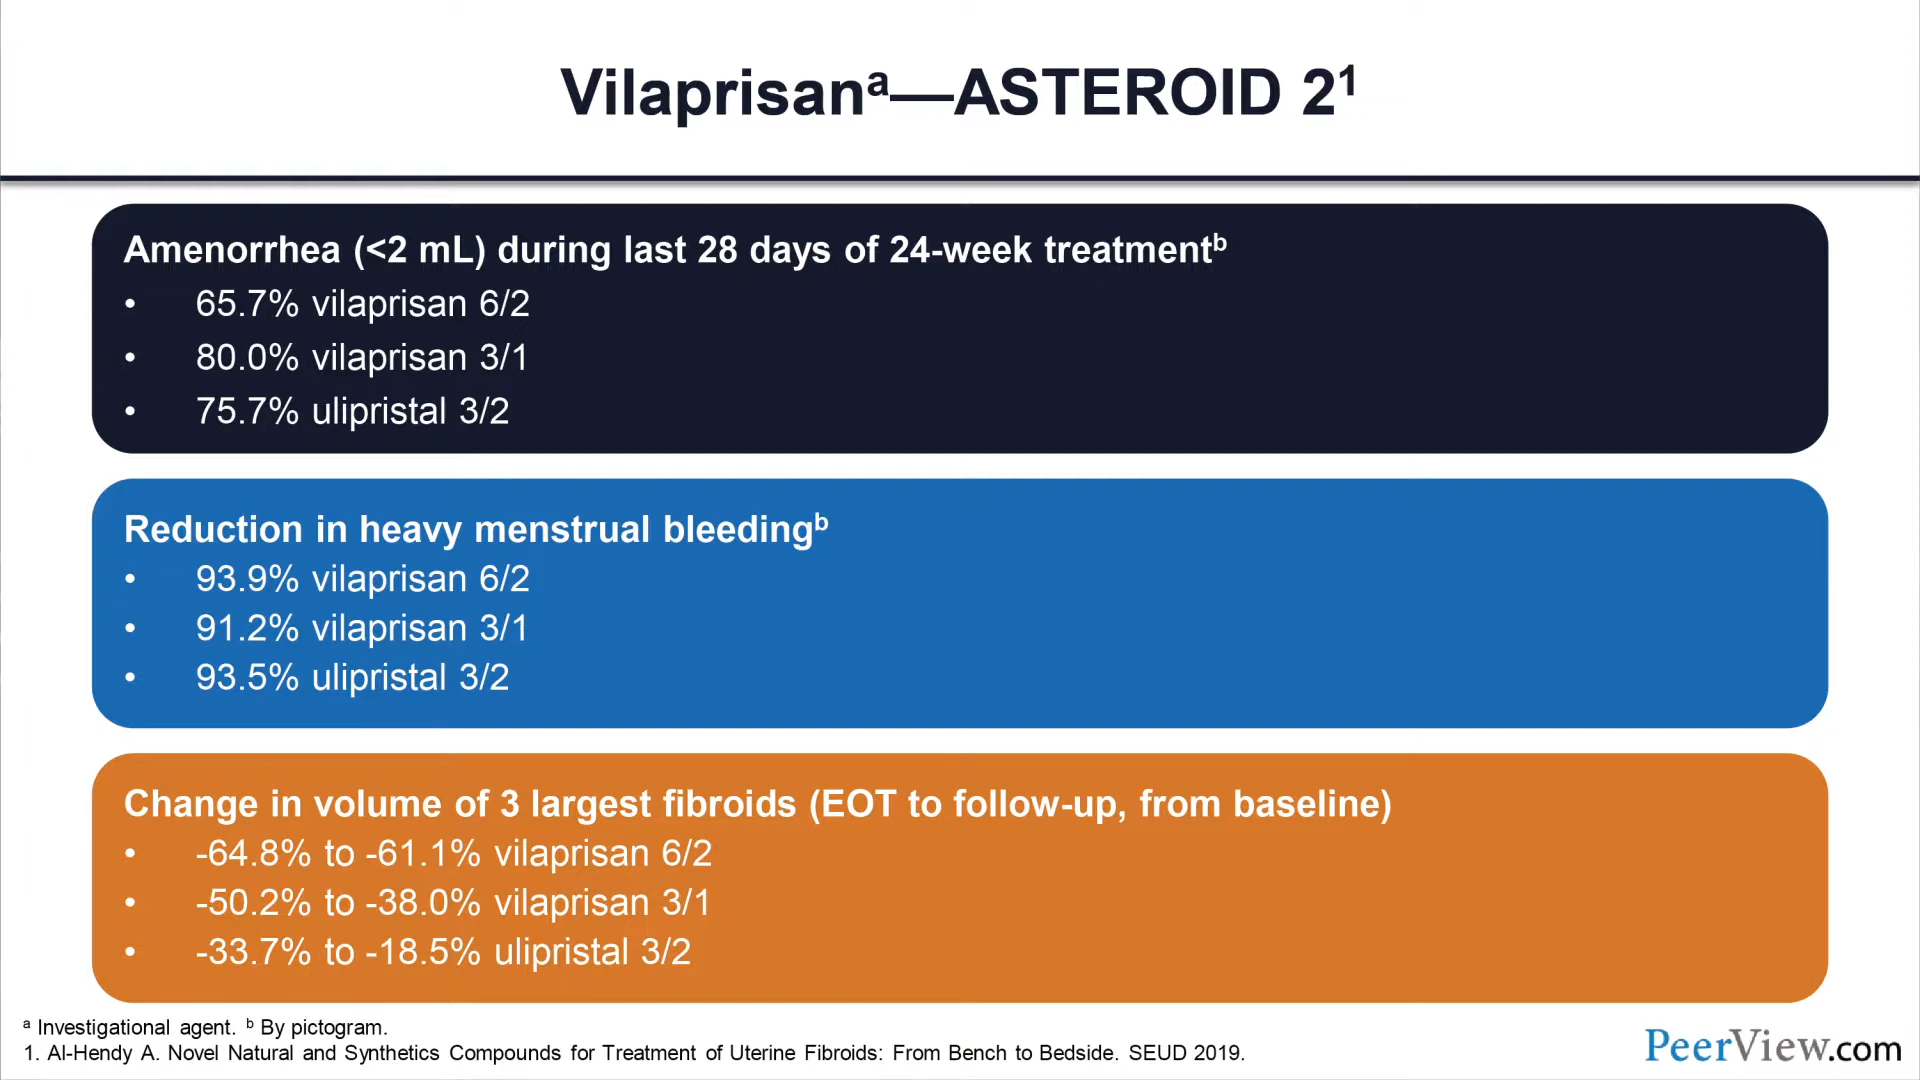 Vilaprisanᵃ—ASTEROID 2¹
Amenorrhea (<2 mL) during last 28 days of 24-week treatmentᵇ
• 65.7% vilaprisan 6/2
• 80.0% vilaprisan 3/1
• 75.7% ulipristal 3/2
Reduction in heavy menstrual bleedingᵇ
• 93.9% vilaprisan 6/2
• 91.2% vilaprisan 3/1
• 93.5% ulipristal 3/2
Change in volume of 3 largest fibroids (EOT to follow-up, from baseline)
• -64.8% to -61.1% vilaprisan 6/2
• -50.2% to -38.0% vilaprisan 3/1
• -33.7% to -18.5% ulipristal 3/2
ᵃ Investigational agent. ᵇ By pictogram.
1. Al-Hendy A. Novel Natural and Synthetics Compounds for Treatment of Uterine Fibroids: From Bench to Bedside. SEUD 2019.
PeerView.com